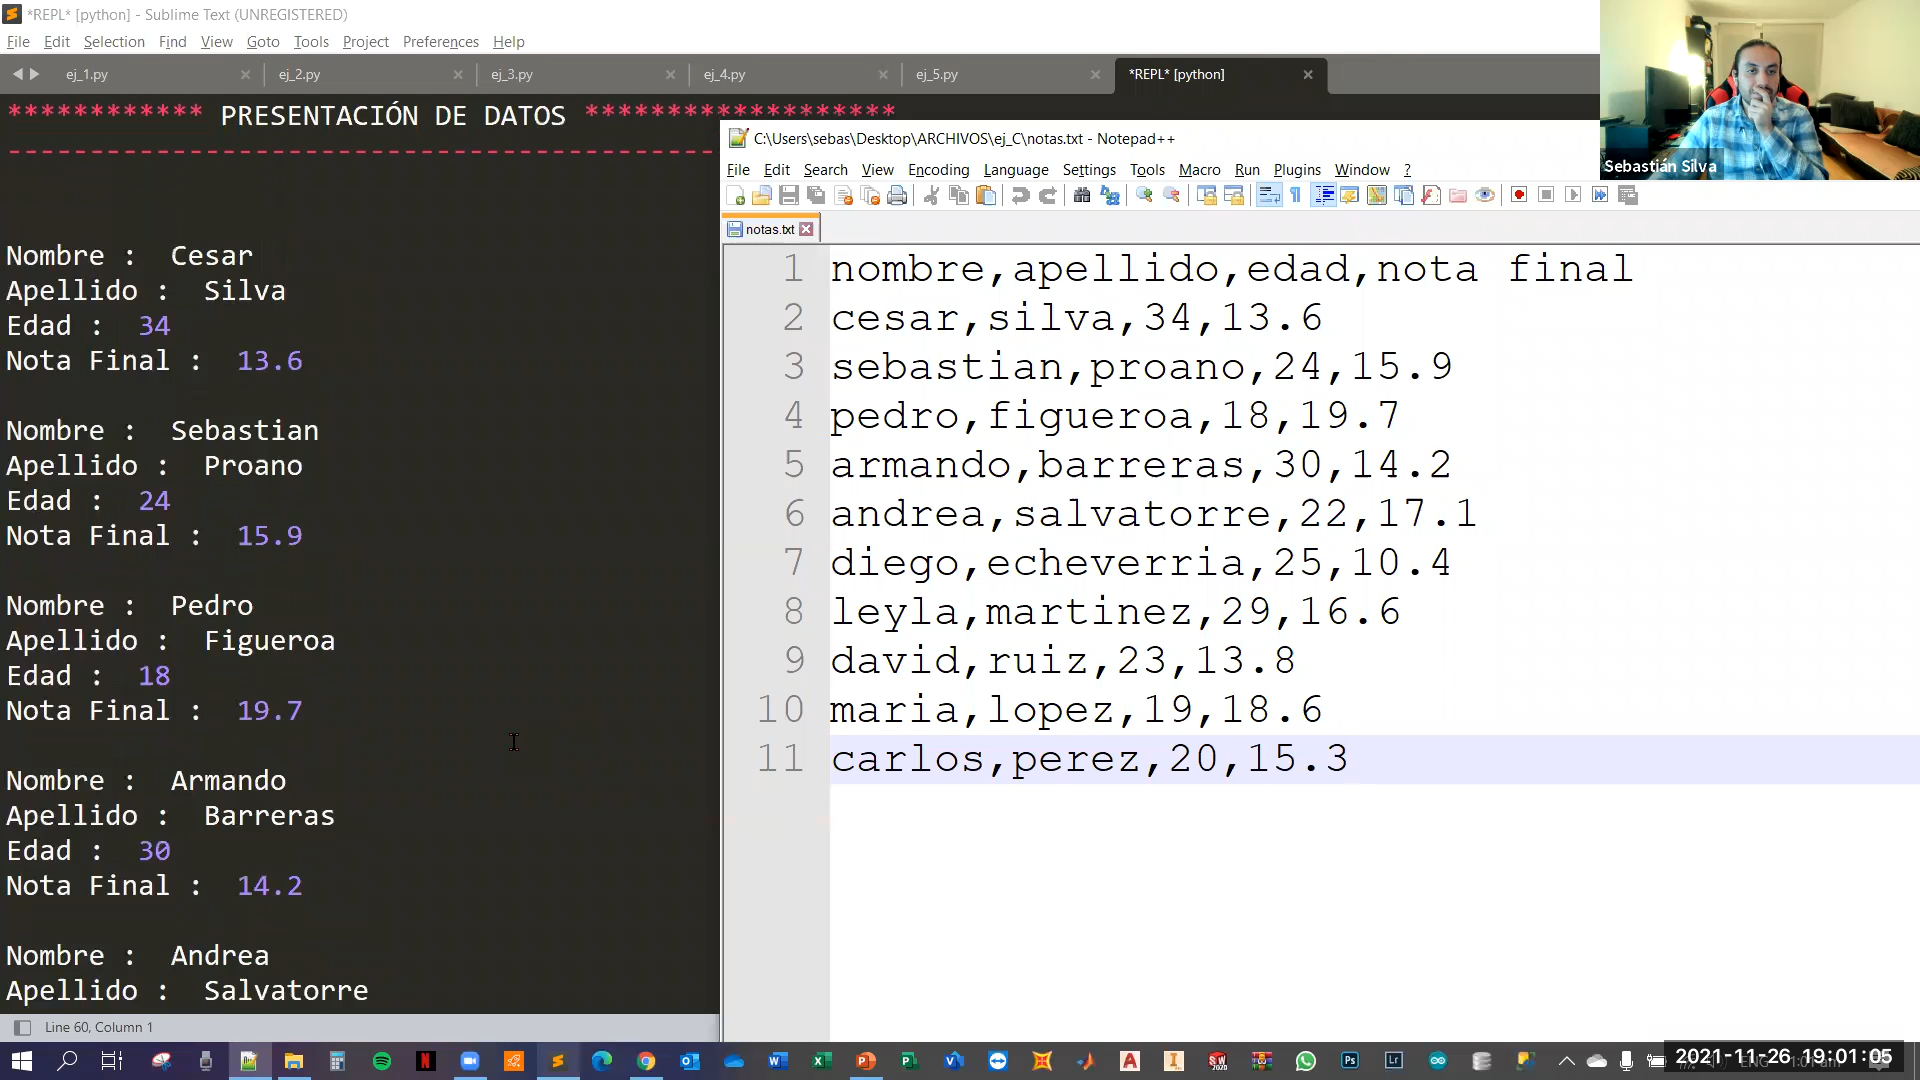 *REPL* [python] - Sublime Text (UNREGISTERED)
File Edit Selection Find View Goto Tools Project Preferences Help
ej_1.py ej_2.py ej_3.py ej_4.py ej_5.py *REPL* [python]
************ PRESENTACIÓN DE DATOS *******************
-------------------------------------------
Nombre : Cesar
Apellido : Silva
Edad : 34
Nota Final : 13.6
Nombre : Sebastian
Apellido : Proano
Edad : 24
Nota Final : 15.9
Nombre : Pedro
Apellido : Figueroa
Edad : 18
Nota Final : 19.7
Nombre : Armando
Apellido : Barreras
Edad : 30
Nota Final : 14.2
Nombre : Andrea
Apellido : Salvatorre
Line 60, Column 1
C:\Users\sebas\Desktop\ARCHIVOS\ej_C\notas.txt - Notepad++
File Edit Search View Encoding Language Settings Tools Macro Run Plugins Window ?
notas.txt
1 nombre,apellido,edad,nota final
2 cesar,silva,34,13.6
3 sebastian,proano,24,15.9
4 pedro,figueroa,18,19.7
5 armando,barreras,30,14.2
6 andrea,salvatorre,22,17.1
7 diego,echeverria,25,10.4
8 leyla,martinez,29,16.6
9 david,ruiz,23,13.8
10 maria,lopez,19,18.6
11 carlos,perez,20,15.3
Sebastián Silva
2021-11-26 19:01:05